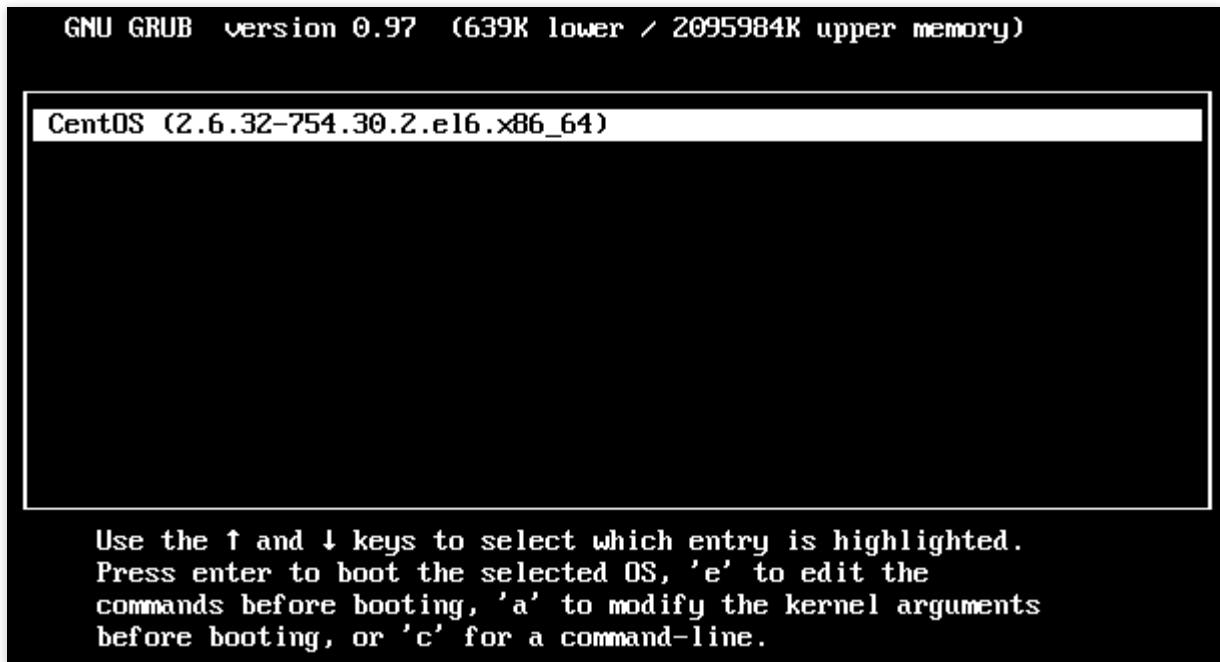 GNU GRUB version 0.97 (639K lower / 2095984K upper memory)
CentOS (2.6.32-754.30.2.el6.x86_64)
Use the ↑ and ↓ keys to select which entry is highlighted.
Press enter to boot the selected OS, 'e' to edit the
commands before booting, 'a' to modify the kernel arguments
before booting, or 'c' for a command-line.